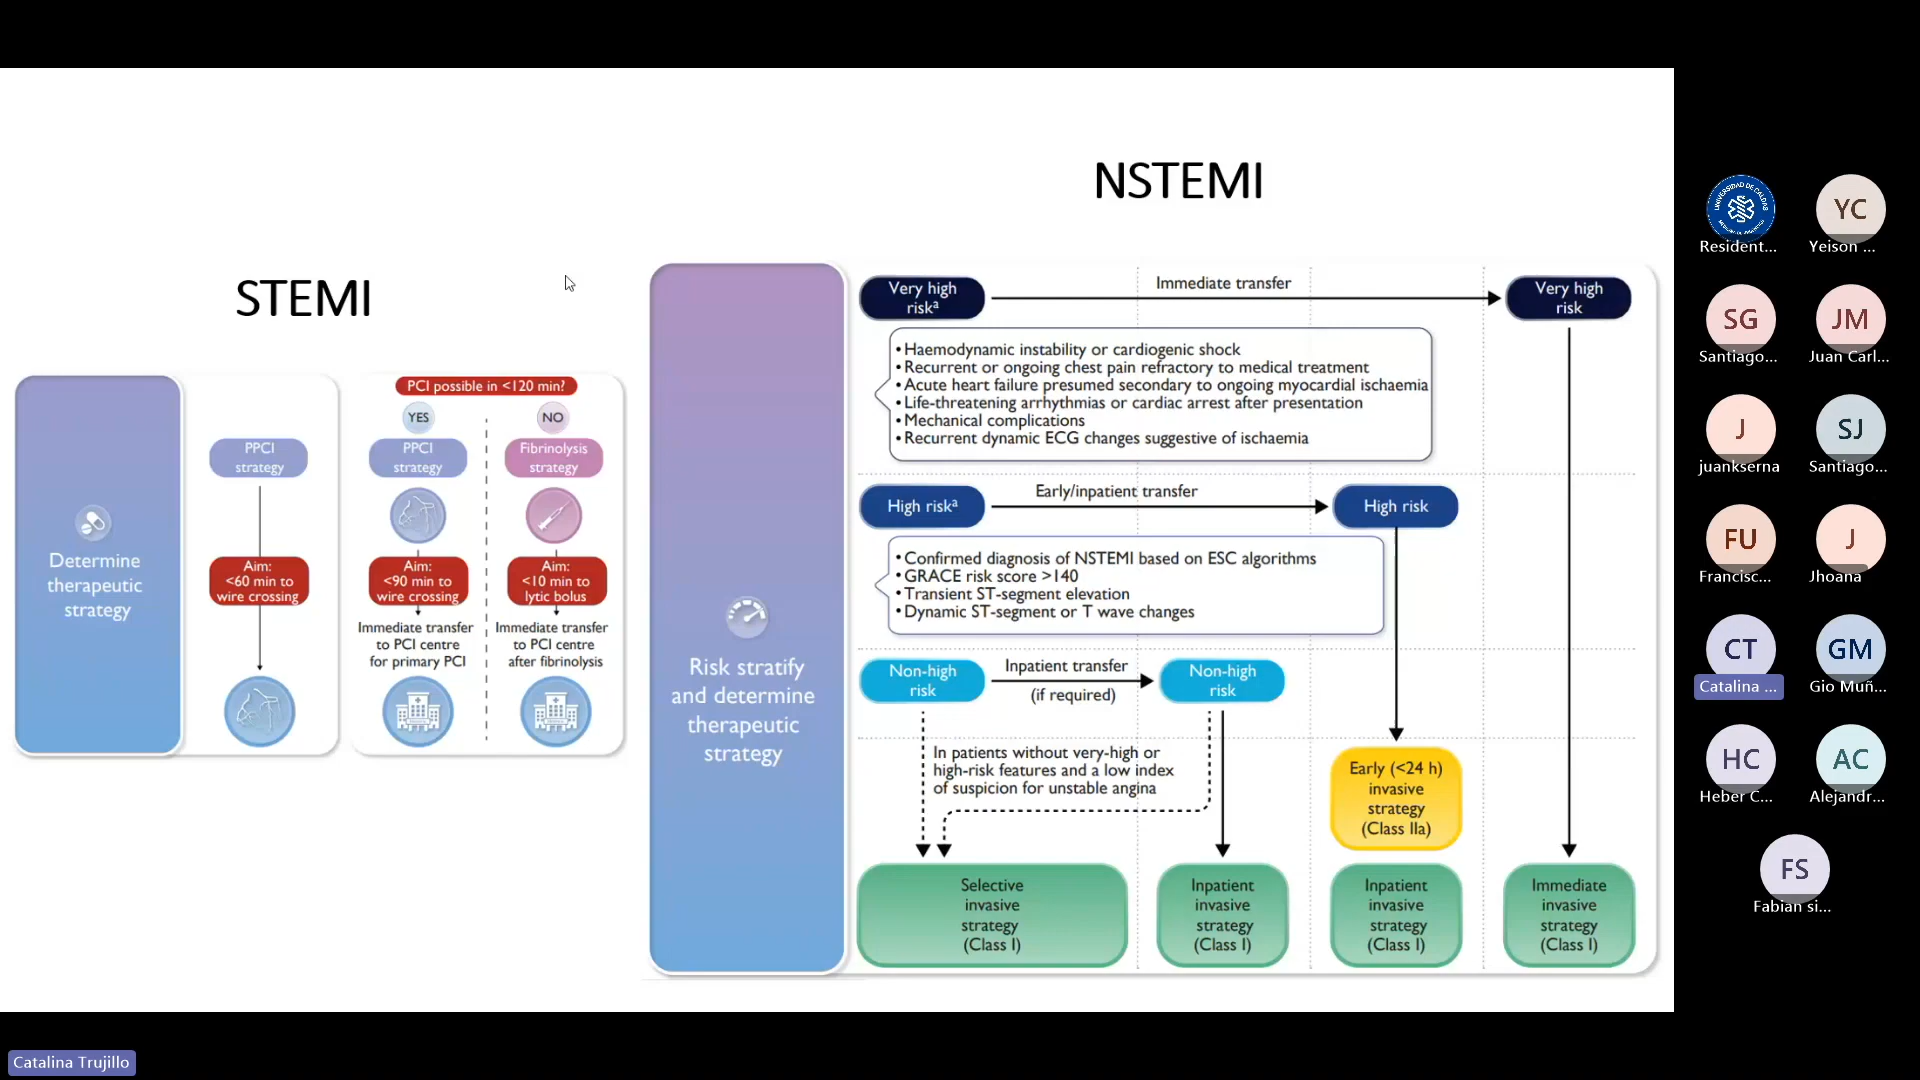 NSTEMI
STEMI
PCI possible in <120 min?
YES
NO
PPCI
strategy
PPCI
strategy
Fibrinolysis
strategy
Determine
therapeutic
strategy
Aim:
<60 min to
wire crossing
Aim:
<90 min to
wire crossing
Aim:
<10 min to
lytic bolus
Immediate transfer
to PCI centre
for primary PCI
Immediate transfer
to PCI centre
after fibrinolysis
Risk stratify
and determine
therapeutic
strategy
Very high
riskª
Immediate transfer
Very high
risk
• Haemodynamic instability or cardiogenic shock
• Recurrent or ongoing chest pain refractory to medical treatment
• Acute heart failure presumed secondary to ongoing myocardial ischaemia
• Life-threatening arrhythmias or cardiac arrest after presentation
• Mechanical complications
• Recurrent dynamic ECG changes suggestive of ischaemia
High riskª
Early/inpatient transfer
High risk
• Confirmed diagnosis of NSTEMI based on ESC algorithms
• GRACE risk score >140
• Transient ST-segment elevation
• Dynamic ST-segment or T wave changes
Non-high
risk
Inpatient transfer
(if required)
Non-high
risk
In patients without very-high or
high-risk features and a low index
of suspicion for unstable angina
Early (<24 h)
invasive
strategy
(Class IIa)
Selective
invasive
strategy
(Class I)
Inpatient
invasive
strategy
(Class I)
Inpatient
invasive
strategy
(Class I)
Immediate
invasive
strategy
(Class I)
UNIVERSIDAD DE CALDAS
Resident...
YC
Yeison ...
SG
Santiago...
JM
Juan Carl...
J
juankserna
SJ
Santiago...
FU
Francisc...
J
Jhoana
CT
Catalina ...
GM
Gio Muñ...
HC
Heber C...
AC
Alejandr...
FS
Fabian si...
Catalina Trujillo